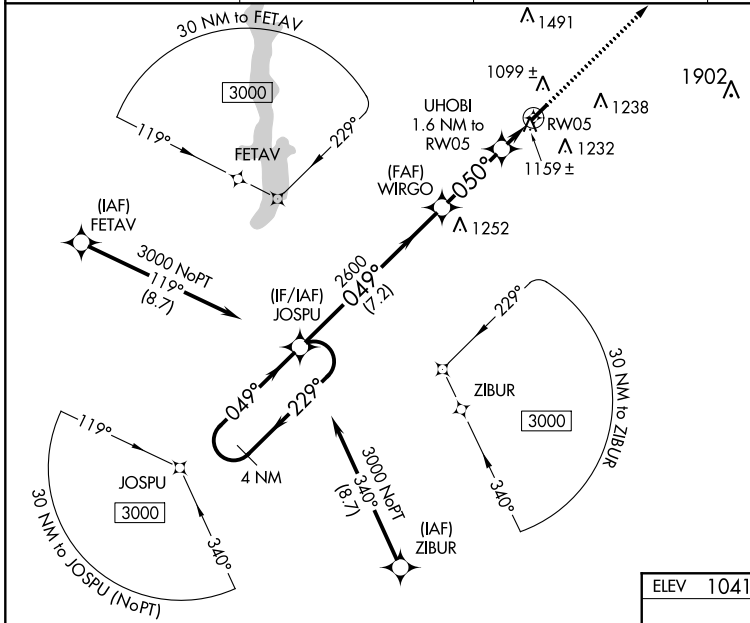 30 NM to FETAV
3000
119°
229°
FETAV
1491
1099 ±
1902
1238
UHOBI
1.6 NM to
RW05
RW05
1232
1159 ±
050°
(FAF)
WIRGO
1252
(IAF)
FETAV
3000 NoPT
119°
(8.7)
2600
049°
(7.2)
(IF/IAF)
JOSPU
049°
229°
4 NM
229°
ZIBUR
3000
340°
30 NM to ZIBUR
119°
JOSPU
3000
340°
30 NM to JOSPU (NoPT)
3000 NoPT
340°
(8.7)
(IAF)
ZIBUR
ELEV 1041